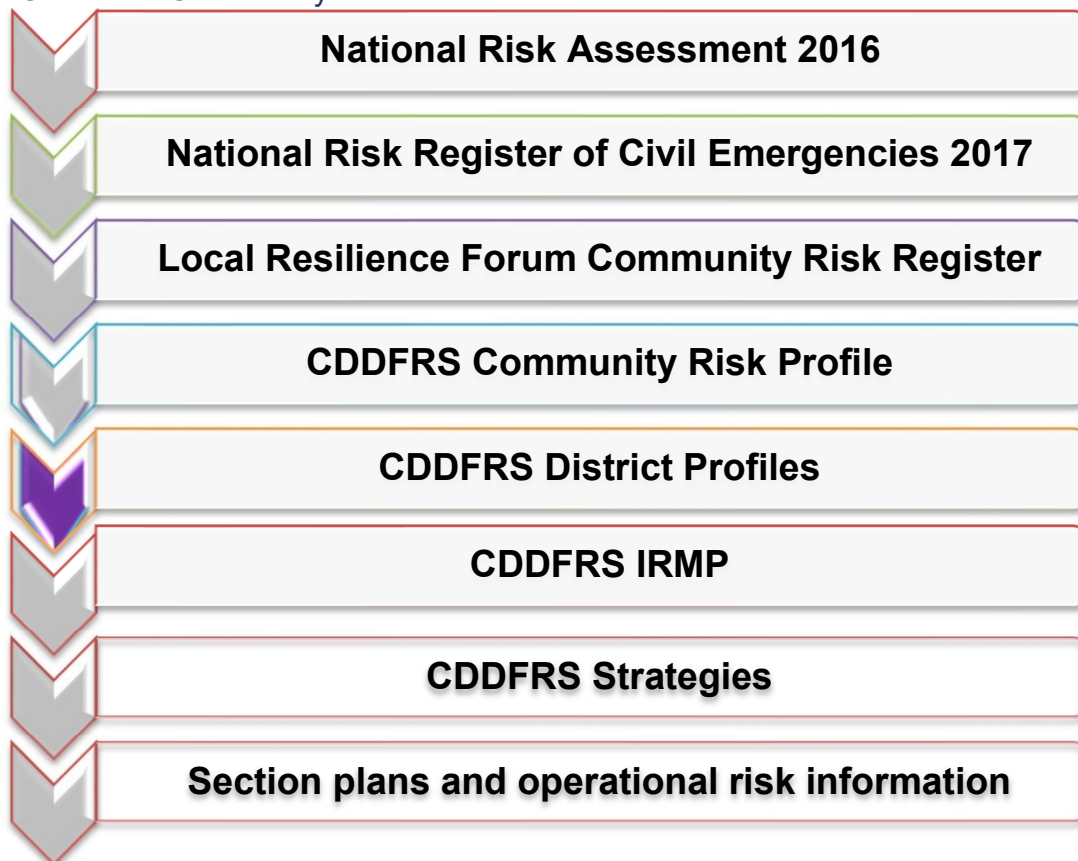 National Risk Assessment 2016
National Risk Register of Civil Emergencies 2017
Local Resilience Forum Community Risk Register
CDDFRS Community Risk Profile
CDDFRS District Profiles
CDDFRS IRMP
CDDFRS Strategies
Section plans and operational risk information